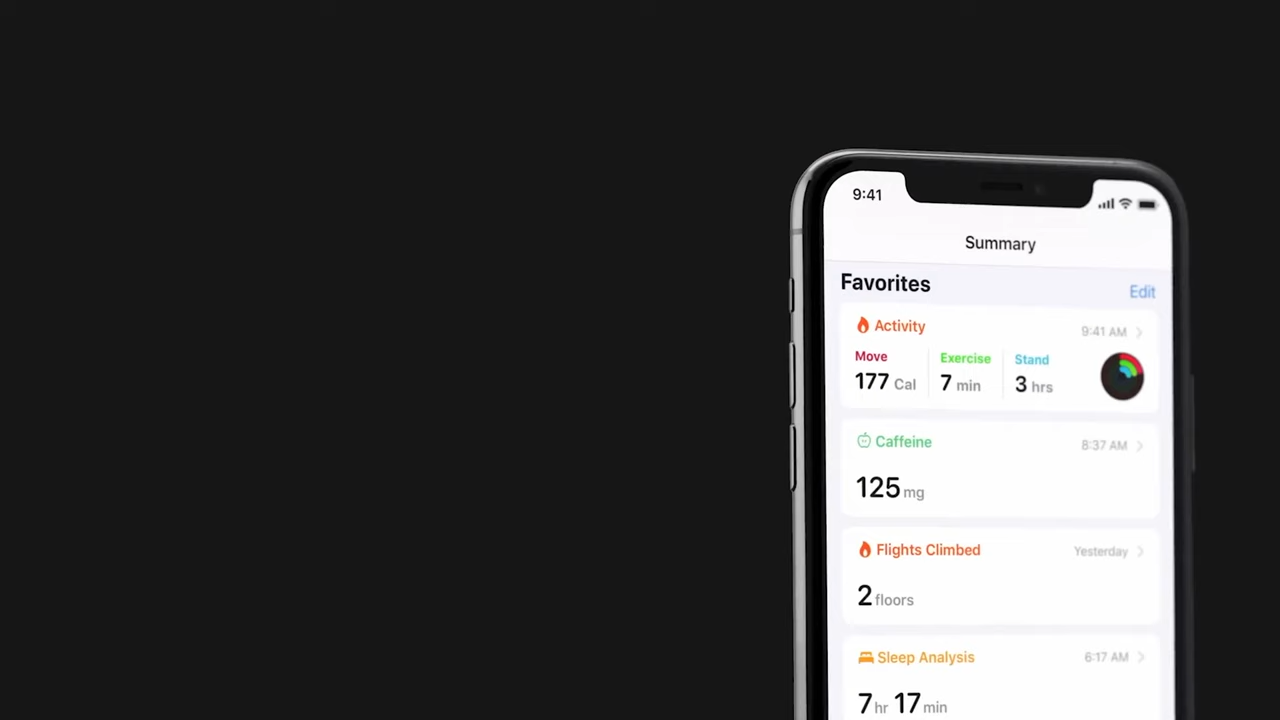 9:41
Summary
Favorites Edit
Activity 9:41 AM
Move Exercise Stand
177 Cal 7 min 3 hrs
Caffeine 8:37 AM
125 mg
Flights Climbed Yesterday
2 floors
Sleep Analysis 6:17 AM
7 hr 17 min